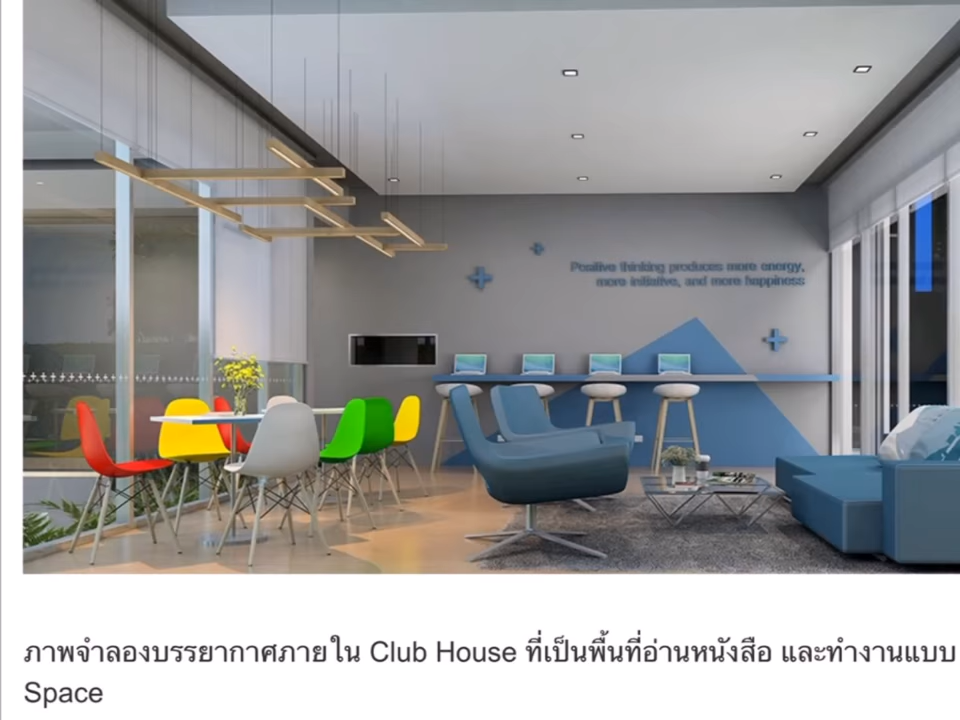 Positive thinking produces more energy,
more initiative, and more happiness
ภาพจำลองบรรยากาศภายใน Club House ที่เป็นพื้นที่อ่านหนังสือ และทำงานแบบ
Space